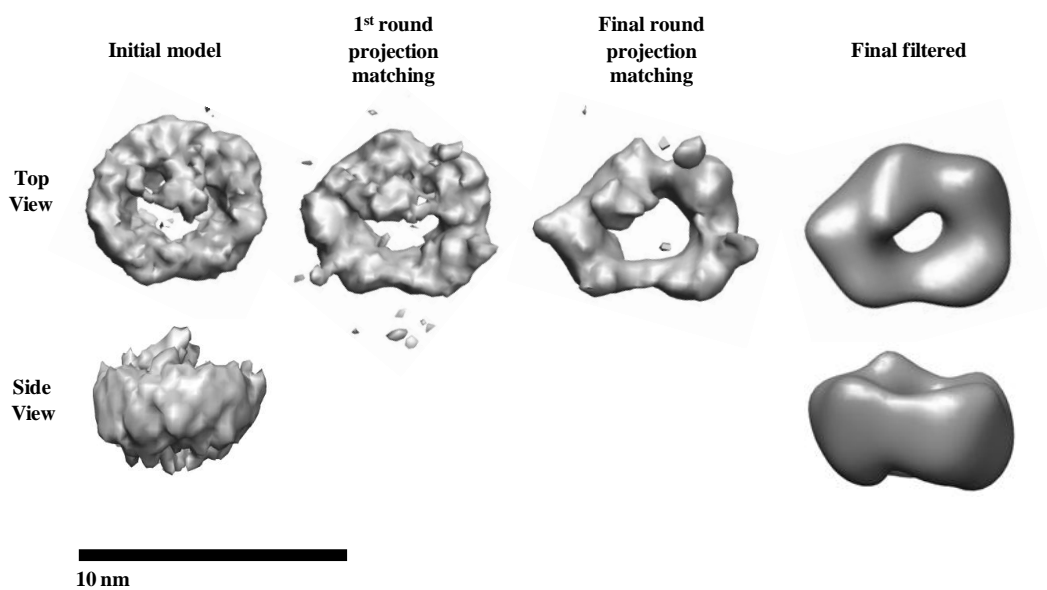 Initial model
1st round
projection
matching
Final round
projection
matching
Final filtered
Top
View
Side
View
10 nm